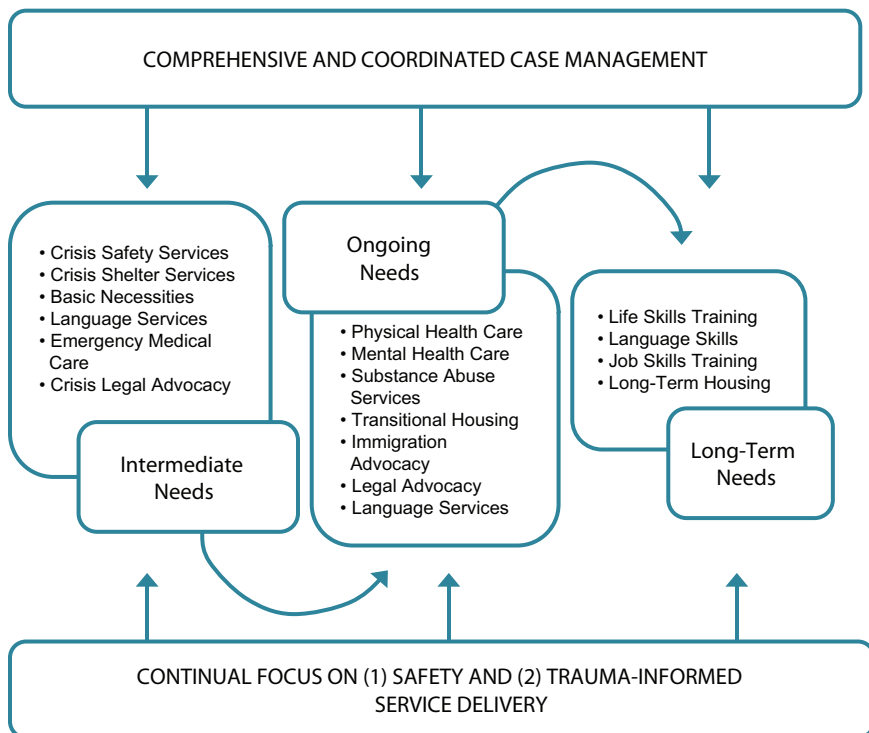 COMPREHENSIVE AND COORDINATED CASE MANAGEMENT
• Crisis Safety Services
• Crisis Shelter Services
• Basic Necessities
• Language Services
• Emergency Medical
Care
• Crisis Legal Advocacy
Intermediate
Needs
Ongoing
Needs
• Physical Health Care
• Mental Health Care
• Substance Abuse
Services
• Transitional Housing
• Immigration
Advocacy
• Legal Advocacy
• Language Services
• Life Skills Training
• Language Skills
• Job Skills Training
• Long-Term Housing
Long-Term
Needs
CONTINUAL FOCUS ON (1) SAFETY AND (2) TRAUMA-INFORMED
SERVICE DELIVERY